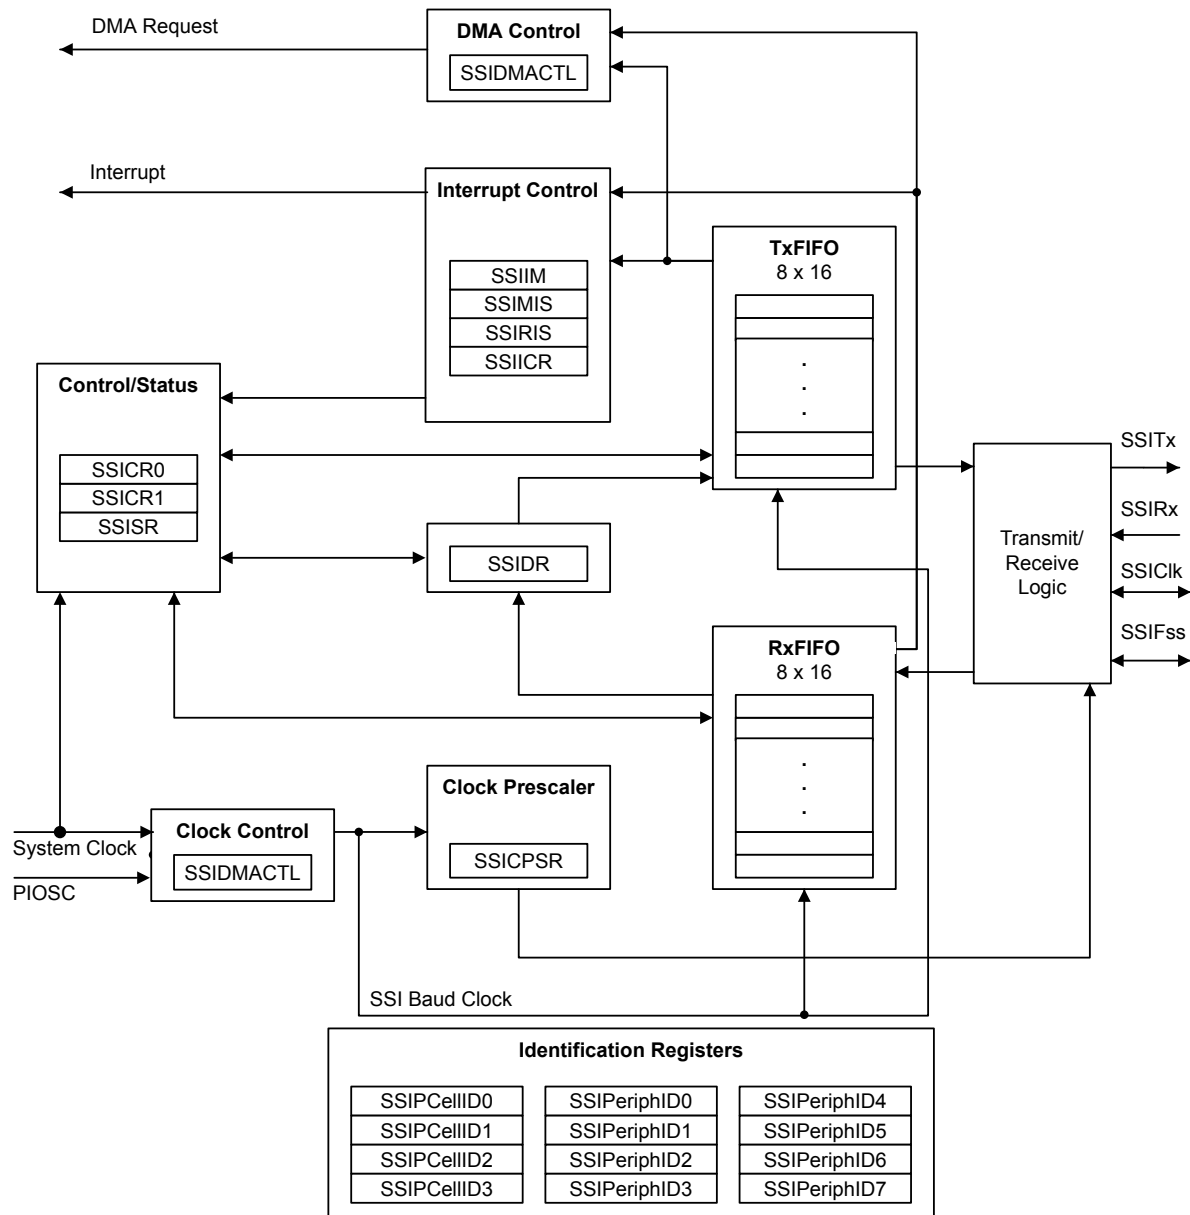 DMA Request
DMA Control
SSIDMACTL
Interrupt
Interrupt Control
SSIIM
SSIMIS
SSIRIS
SSIICR
TxFIFO
8 x 16
.
.
.
Control/Status
SSICR0
SSICR1
SSISR
SSIDR
Transmit/
Receive
Logic
SSITx
SSIRx
SSIClk
SSIFss
RxFIFO
8 x 16
.
.
.
Clock Prescaler
SSICPSR
System Clock
PIOSC
Clock Control
SSIDMACTL
SSI Baud Clock
Identification Registers
SSIPCellID0
SSIPCellID1
SSIPCellID2
SSIPCellID3
SSIPeriphID0
SSIPeriphID1
SSIPeriphID2
SSIPeriphID3
SSIPeriphID4
SSIPeriphID5
SSIPeriphID6
SSIPeriphID7